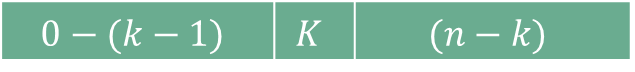 0 − (k − 1) K (n − k)